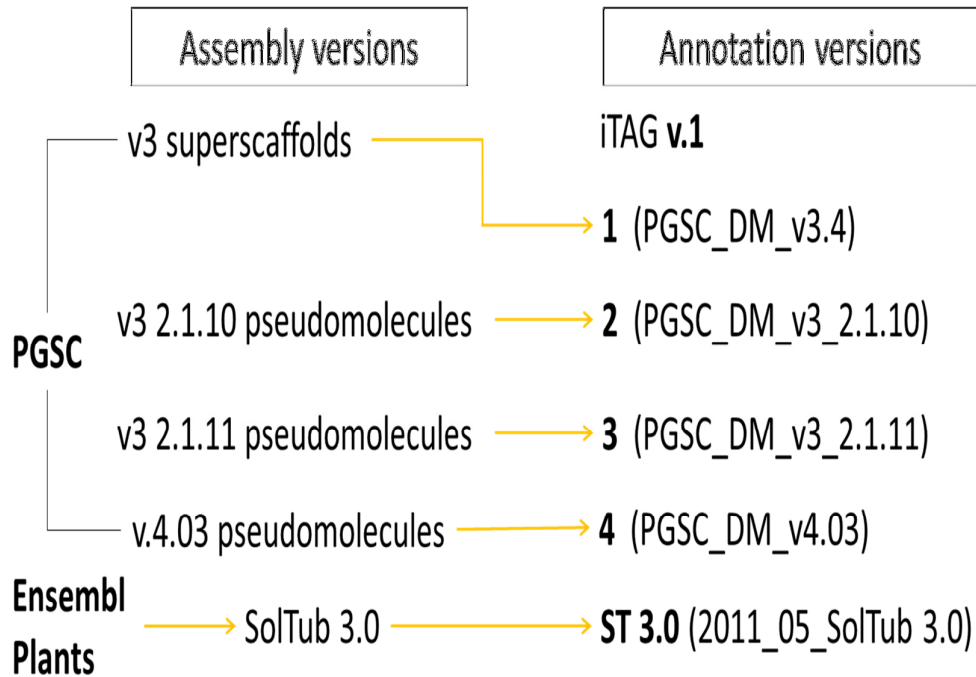 Assembly versions Annotation versions
v3 superscaffolds iTAG v.1
1 (PGSC_DM_v3.4)
v3 2.1.10 pseudomolecules 2 (PGSC_DM_v3_2.1.10)
PGSC
v3 2.1.11 pseudomolecules 3 (PGSC_DM_v3_2.1.11)
v.4.03 pseudomolecules 4 (PGSC_DM_v4.03)
Ensembl
Plants
SolTub 3.0 ST 3.0 (2011_05_SolTub 3.0)